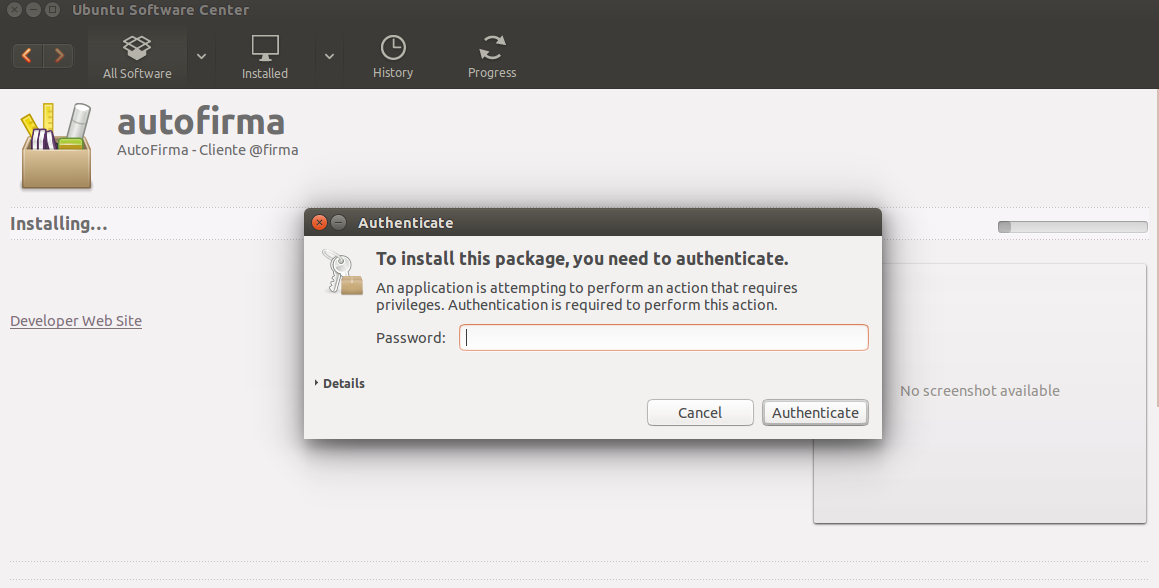 Ubuntu Software Center
All Software
Installed
History
Progress
autofirma
AutoFirma - Cliente @firma
Installing...
Authenticate
To install this package, you need to authenticate.
An application is attempting to perform an action that requires
privileges. Authentication is required to perform this action.
Password:
Developer Web Site
Details
No screenshot available
Cancel
Authenticate